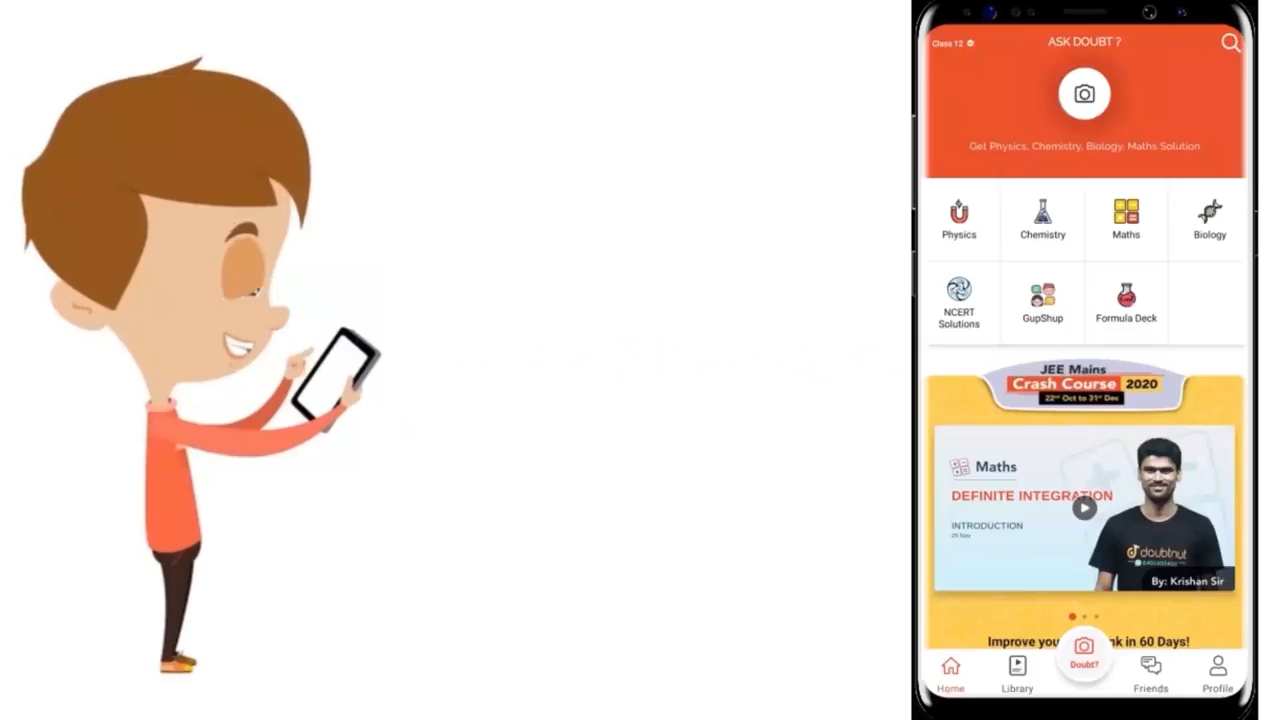 Class 12
ASK DOUBT ?
Get Physics, Chemistry, Biology, Maths Solution
Physics
Chemistry
Maths
Biology
NCERT
Solutions
GupShup
Formula Deck
JEE Mains
Crash Course 2020
22nd Oct to 31st Dec
Maths
DEFINITE INTEGRATION
INTRODUCTION
doubtnut
By: Krishan Sir
Improve you nk in 60 Days!
Doubt?
Home
Library
Friends
Profile